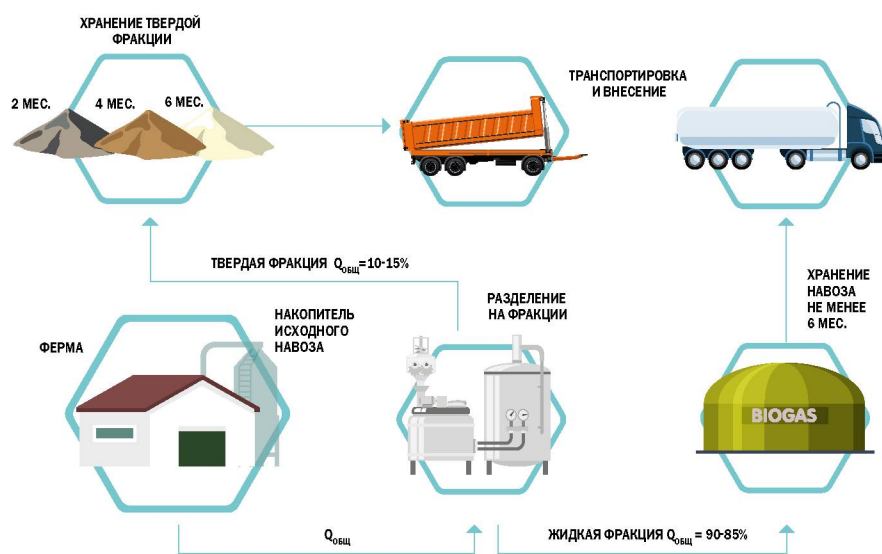 ХРАНЕНИЕ ТВЕРДОЙ
ФРАКЦИИ
2 МЕС.
4 МЕС.
6 МЕС.
ТРАНСПОРТИРОВКА
И ВНЕСЕНИЕ
ТВЕРДАЯ ФРАКЦИЯ Qобщ=10-15%
ХРАНЕНИЕ
НАВОЗА
НЕ МЕНЕЕ
6 МЕС.
РАЗДЕЛЕНИЕ
НА ФРАКЦИИ
НАКОПИТЕЛЬ
ИСХОДНОГО
НАВОЗА
ФЕРМА
BIOGAS
Qобщ
ЖИДКАЯ ФРАКЦИЯ Qобщ = 90-85%